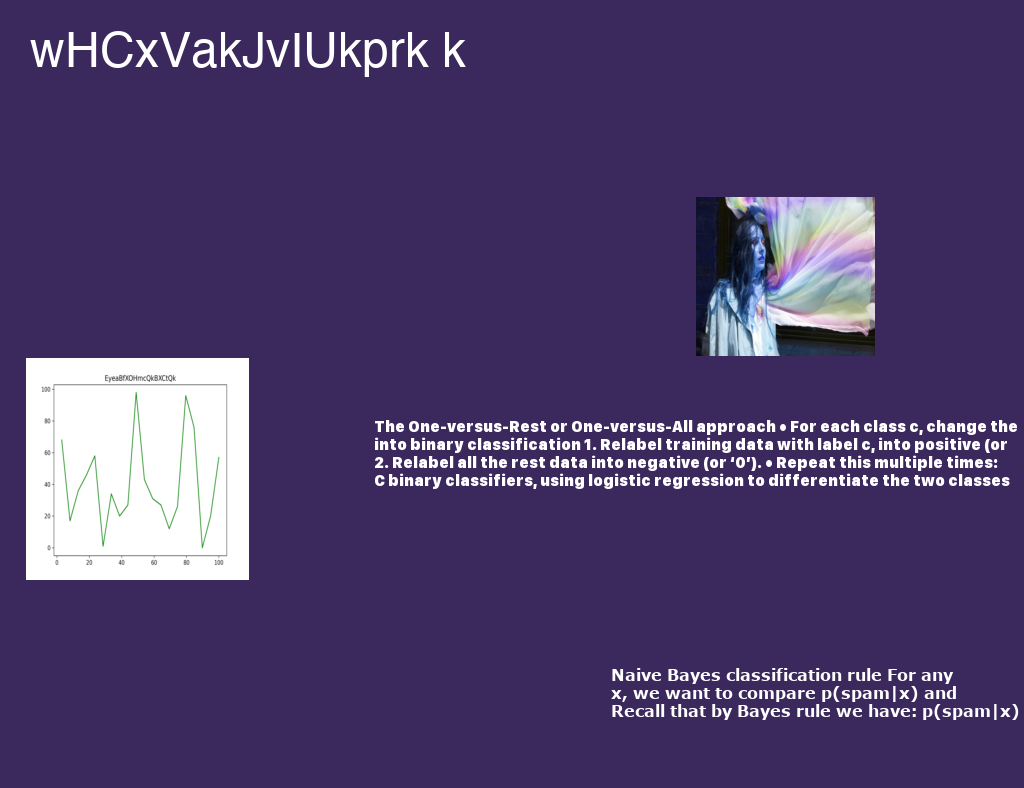 wHCxVakJvIUkprk k
EyeaBfXOHmcQkBXCtQk
100
80
60
40
20
0
0 20 40 60 80 100
The One-versus-Rest or One-versus-All approach • For each class c, change the
into binary classification 1. Relabel training data with label c, into positive (or
2. Relabel all the rest data into negative (or ‘0’). • Repeat this multiple times:
C binary classifiers, using logistic regression to differentiate the two classes
Naive Bayes classification rule For any
x, we want to compare p(spam|x) and
Recall that by Bayes rule we have: p(spam|x)